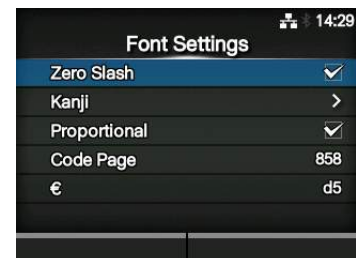 14:29
Font Settings
Zero Slash
Kanji
Proportional
Code Page 858
€ d5